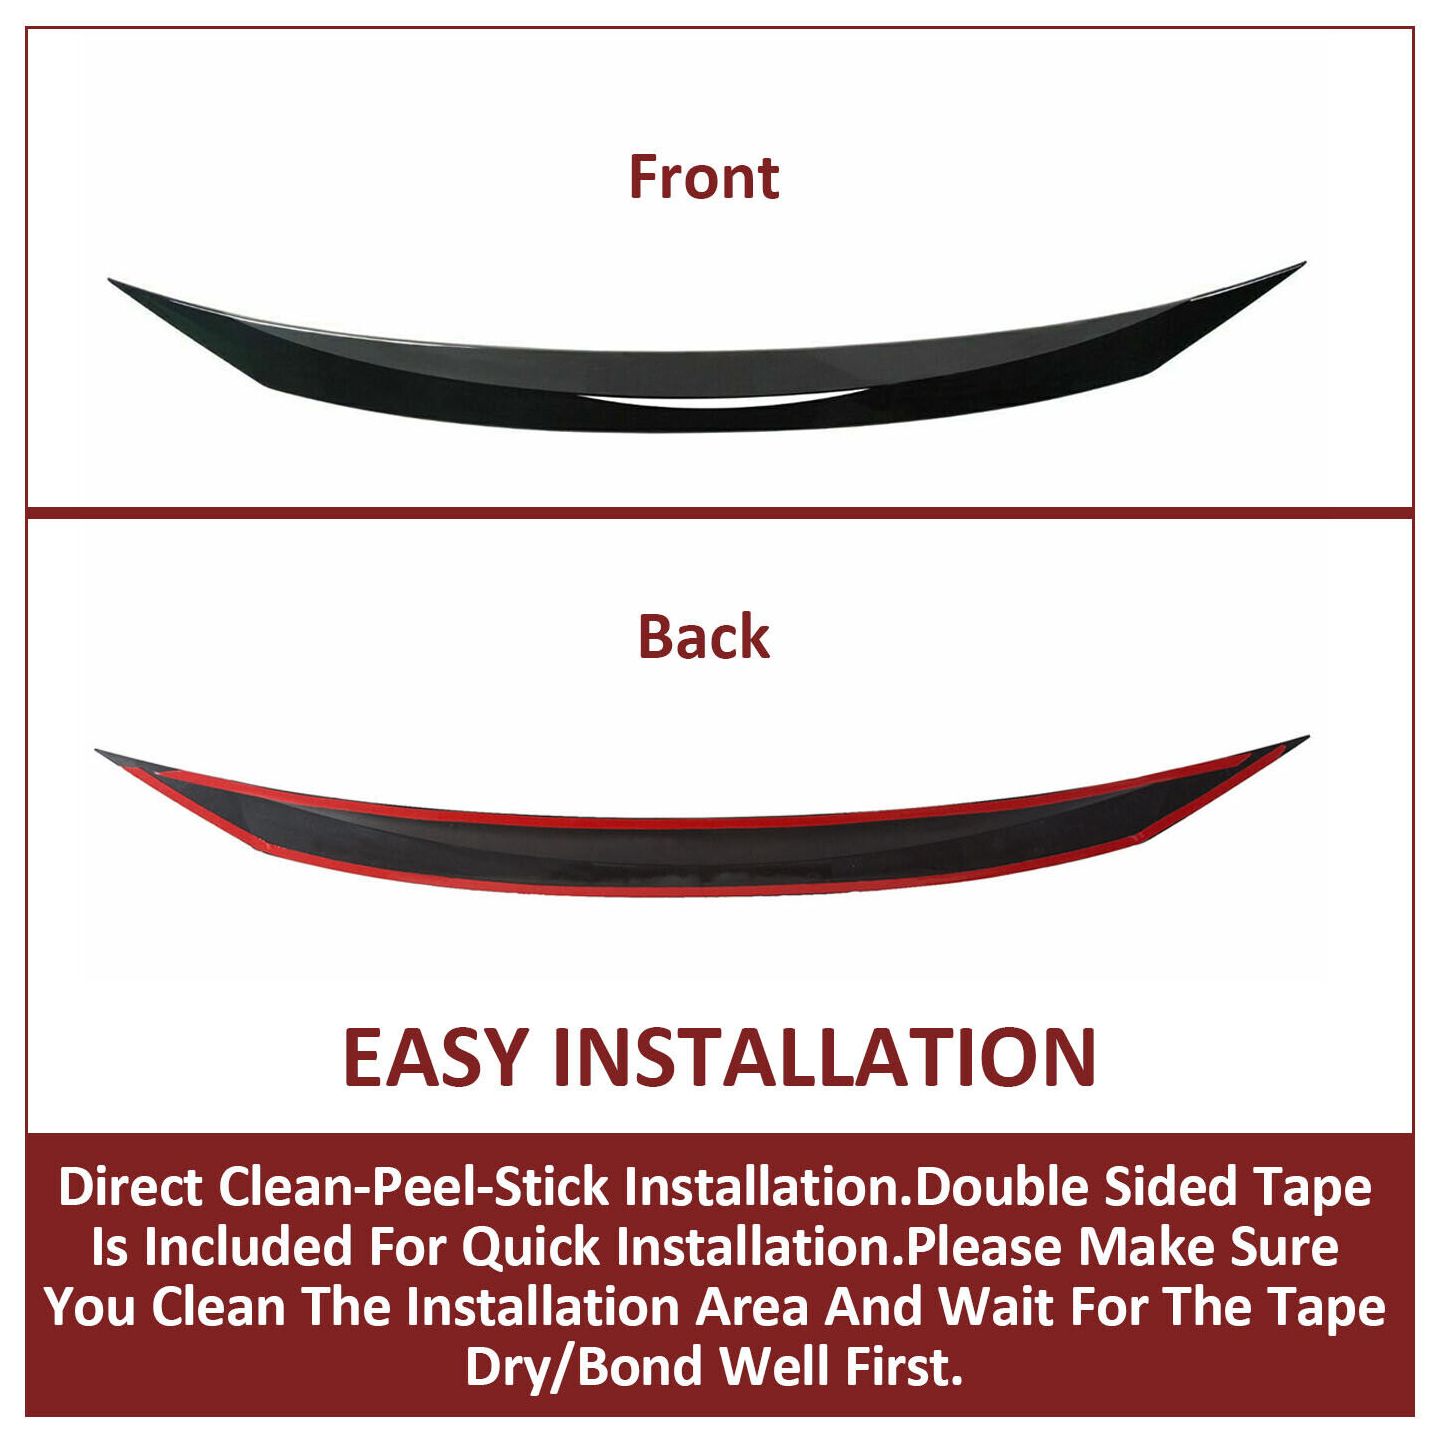 Front
Back
EASY INSTALLATION
Direct Clean-Peel-Stick Installation.Double Sided Tape
Is Included For Quick Installation.Please Make Sure
You Clean The Installation Area And Wait For The Tape
Dry/Bond Well First.